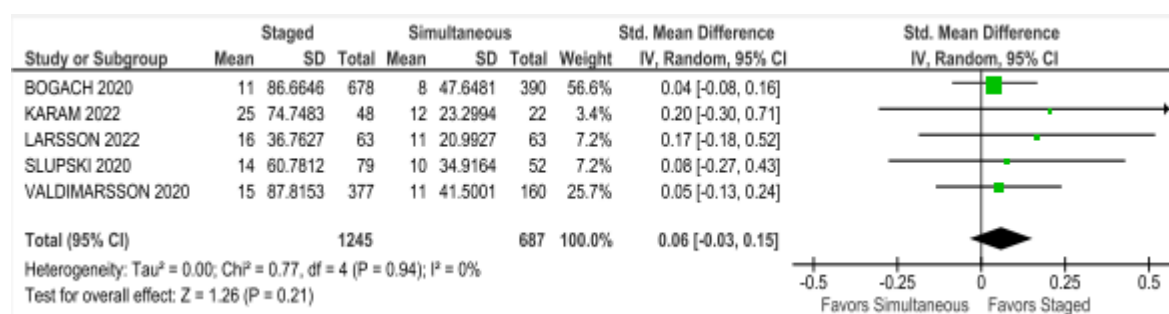 Staged Simultaneous Std. Mean Difference Std. Mean Difference
Study or Subgroup Mean SD Total Mean SD Total Weight IV, Random, 95% CI IV, Random, 95% CI
BOGACH 2020 11 86.6646 678 8 47.6481 390 56.6% 0.04 [-0.08, 0.16]
KARAM 2022 25 74.7483 48 12 23.2994 22 3.4% 0.20 [-0.30, 0.71]
LARSSON 2022 16 36.7627 63 11 20.9927 63 7.2% 0.17 [-0.18, 0.52]
SLUPSKI 2020 14 60.7812 79 10 34.9164 52 7.2% 0.08 [-0.27, 0.43]
VALDIMARSSON 2020 15 87.8153 377 11 41.5001 160 25.7% 0.05 [-0.13, 0.24]
Total (95% CI) 1245 687 100.0% 0.06 [-0.03, 0.15]
Heterogeneity: Tau² = 0.00; Chi² = 0.77, df = 4 (P = 0.94); I² = 0%
Test for overall effect: Z = 1.26 (P = 0.21)
-0.5 -0.25 0 0.25 0.5
Favors Simultaneous Favors Staged